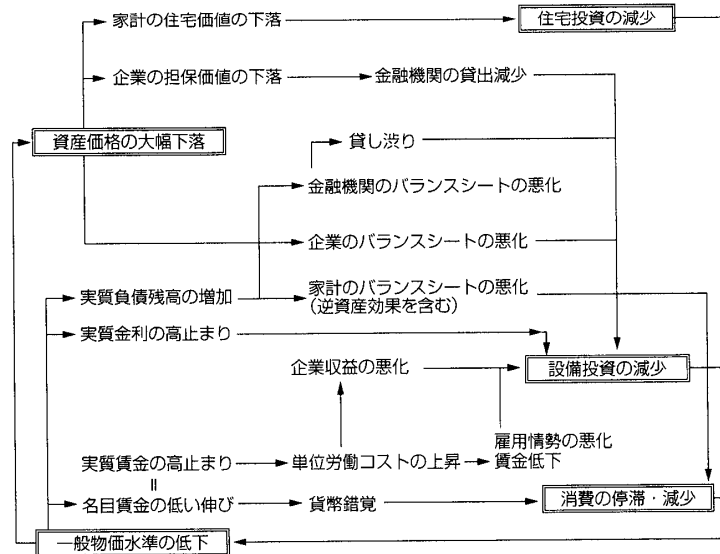 家計の住宅価値の下落
住宅投資の減少
企業の担保価値の下落
金融機関の貸出減少
資産価格の大幅下落
貸し渋り
金融機関のバランスシートの悪化
企業のバランスシートの悪化
実質負債残高の増加
家計のバランスシートの悪化
(逆資産効果を含む)
実質金利の高止まり
企業収益の悪化
設備投資の減少
実質賃金の高止まり
単位労働コストの上昇
雇用情勢の悪化
賃金低下
=
名目賃金の低い伸び
貨幣錯覚
消費の停滞・減少
一般物価水準の低下